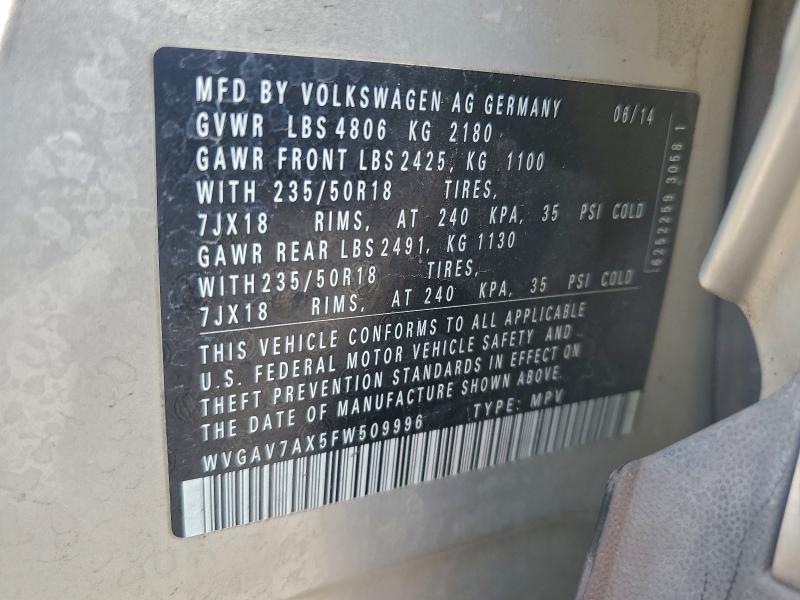 MFD BY VOLKSWAGEN AG GERMANY 06/14
GVWR LBS 4806 KG 2180
GAWR FRONT LBS 2425, KG 1100
WITH 235/50R18 TIRES,
7JX18 RIMS, AT 240 KPA, 35 PSI COLD
GAWR REAR LBS 2491, KG 1130
WITH 235/50R18 TIRES,
7JX18 RIMS, AT 240 KPA, 35 PSI COLD
THIS VEHICLE CONFORMS TO ALL APPLICABLE
U.S. FEDERAL MOTOR VEHICLE SAFETY AND
THEFT PREVENTION STANDARDS IN EFFECT ON
THE DATE OF MANUFACTURE SHOWN ABOVE.
WVGAV7AX5FW509996 TYPE: MPV
6252259 3058 1